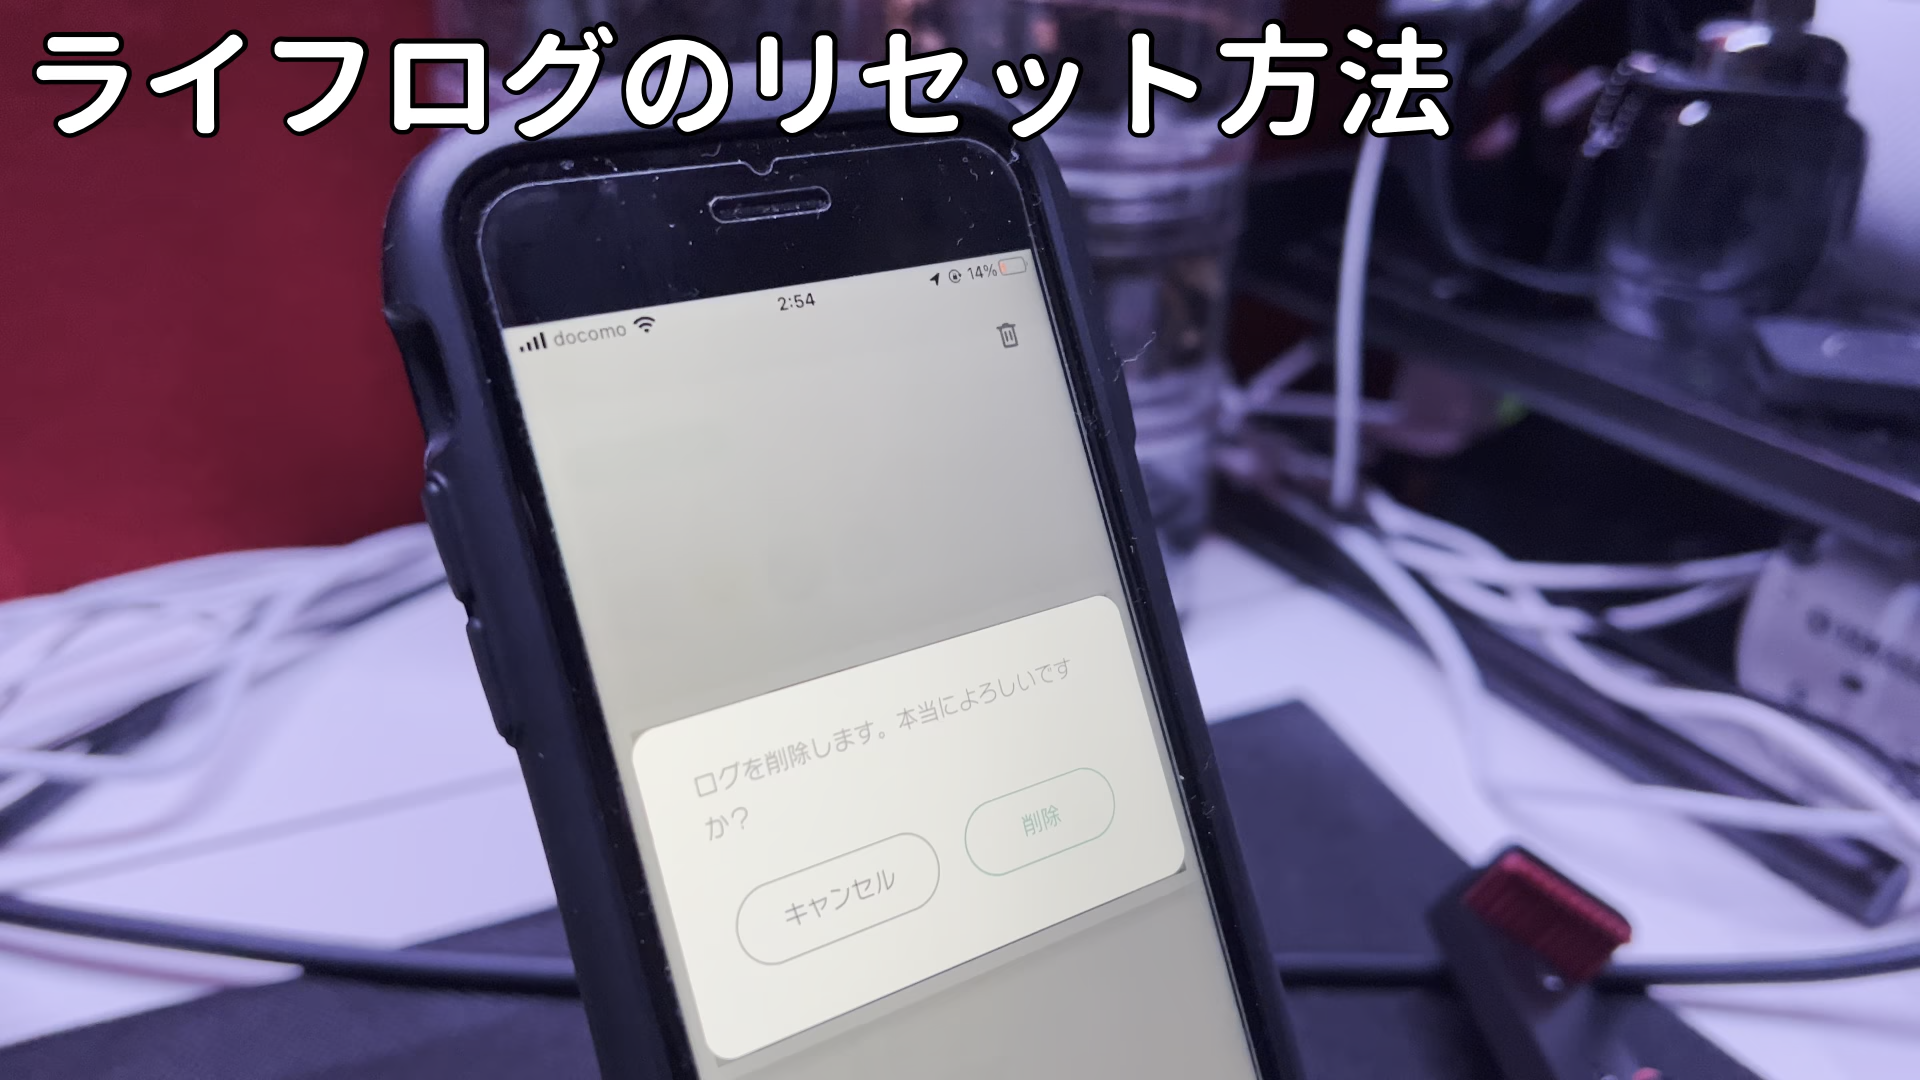 ライフログのリセット方法
docomo 2:54 14%
ログを削除します。本当によろしいです
か?
キャンセル 削除